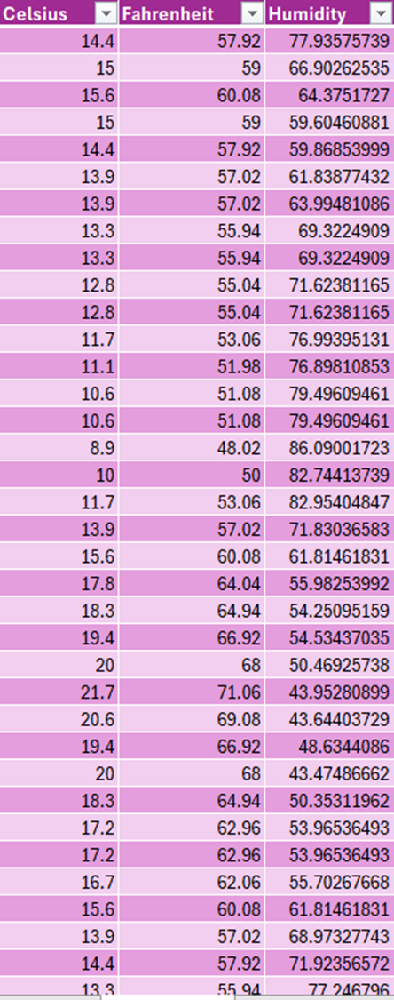 Celsius Fahrenheit Humidity
14.4 57.92 77.93575739
15 59 66.90262535
15.6 60.08 64.3751727
15 59 59.60460881
14.4 57.92 59.86853999
13.9 57.02 61.83877432
13.9 57.02 63.99481086
13.3 55.94 69.3224909
13.3 55.94 69.3224909
12.8 55.04 71.62381165
12.8 55.04 71.62381165
11.7 53.06 76.99395131
11.1 51.98 76.89810853
10.6 51.08 79.49609461
10.6 51.08 79.49609461
8.9 48.02 86.09001723
10 50 82.74413739
11.7 53.06 82.95404847
13.9 57.02 71.83036583
15.6 60.08 61.81461831
17.8 64.04 55.98253992
18.3 64.94 54.25095159
19.4 66.92 54.53437035
20 68 50.46925738
21.7 71.06 43.95280899
20.6 69.08 43.64403729
19.4 66.92 48.6344086
20 68 43.47486662
18.3 64.94 50.35311962
17.2 62.96 53.96536493
17.2 62.96 53.96536493
16.7 62.06 55.70267668
15.6 60.08 61.81461831
13.9 57.02 68.97327743
14.4 57.92 71.92356572
13.3 55.94 77.246796